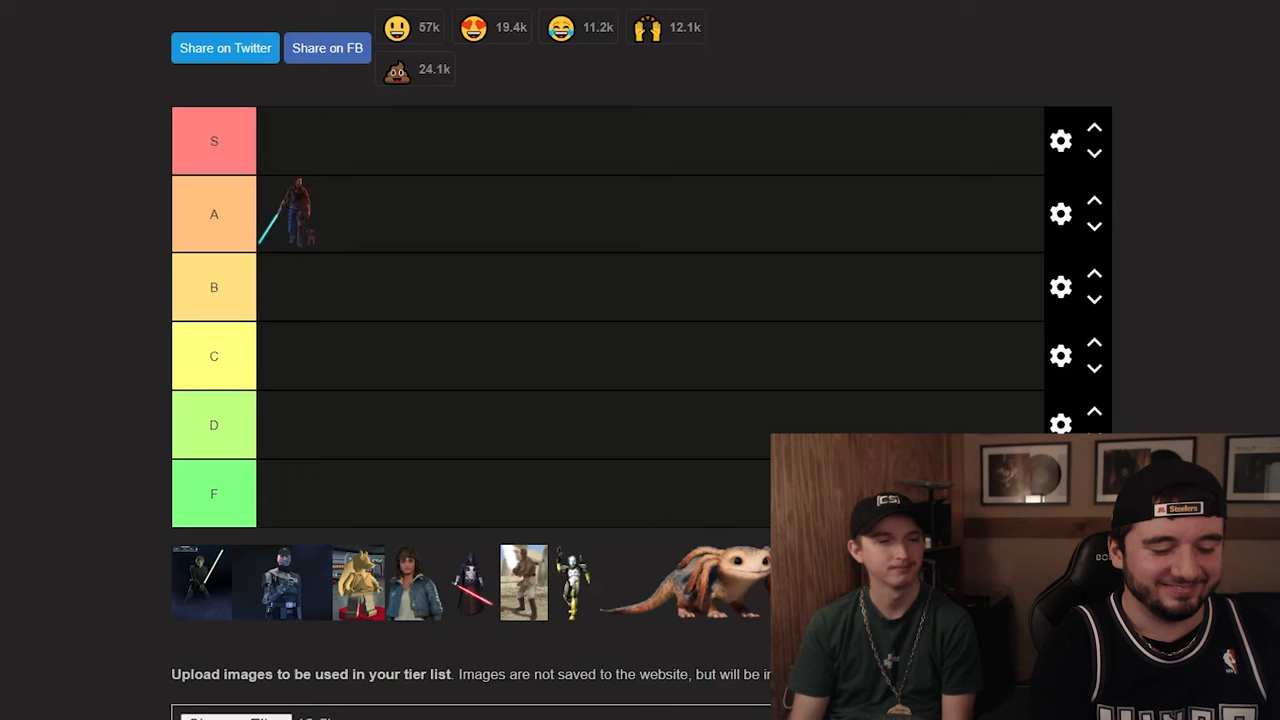 57k
19.4k
11.2k
12.1k
Share on Twitter
Share on FB
24.1k
S
A
B
C
D
F
CS
Steelers
Upload images to be used in your tier list. Images are not saved to the website, but will be